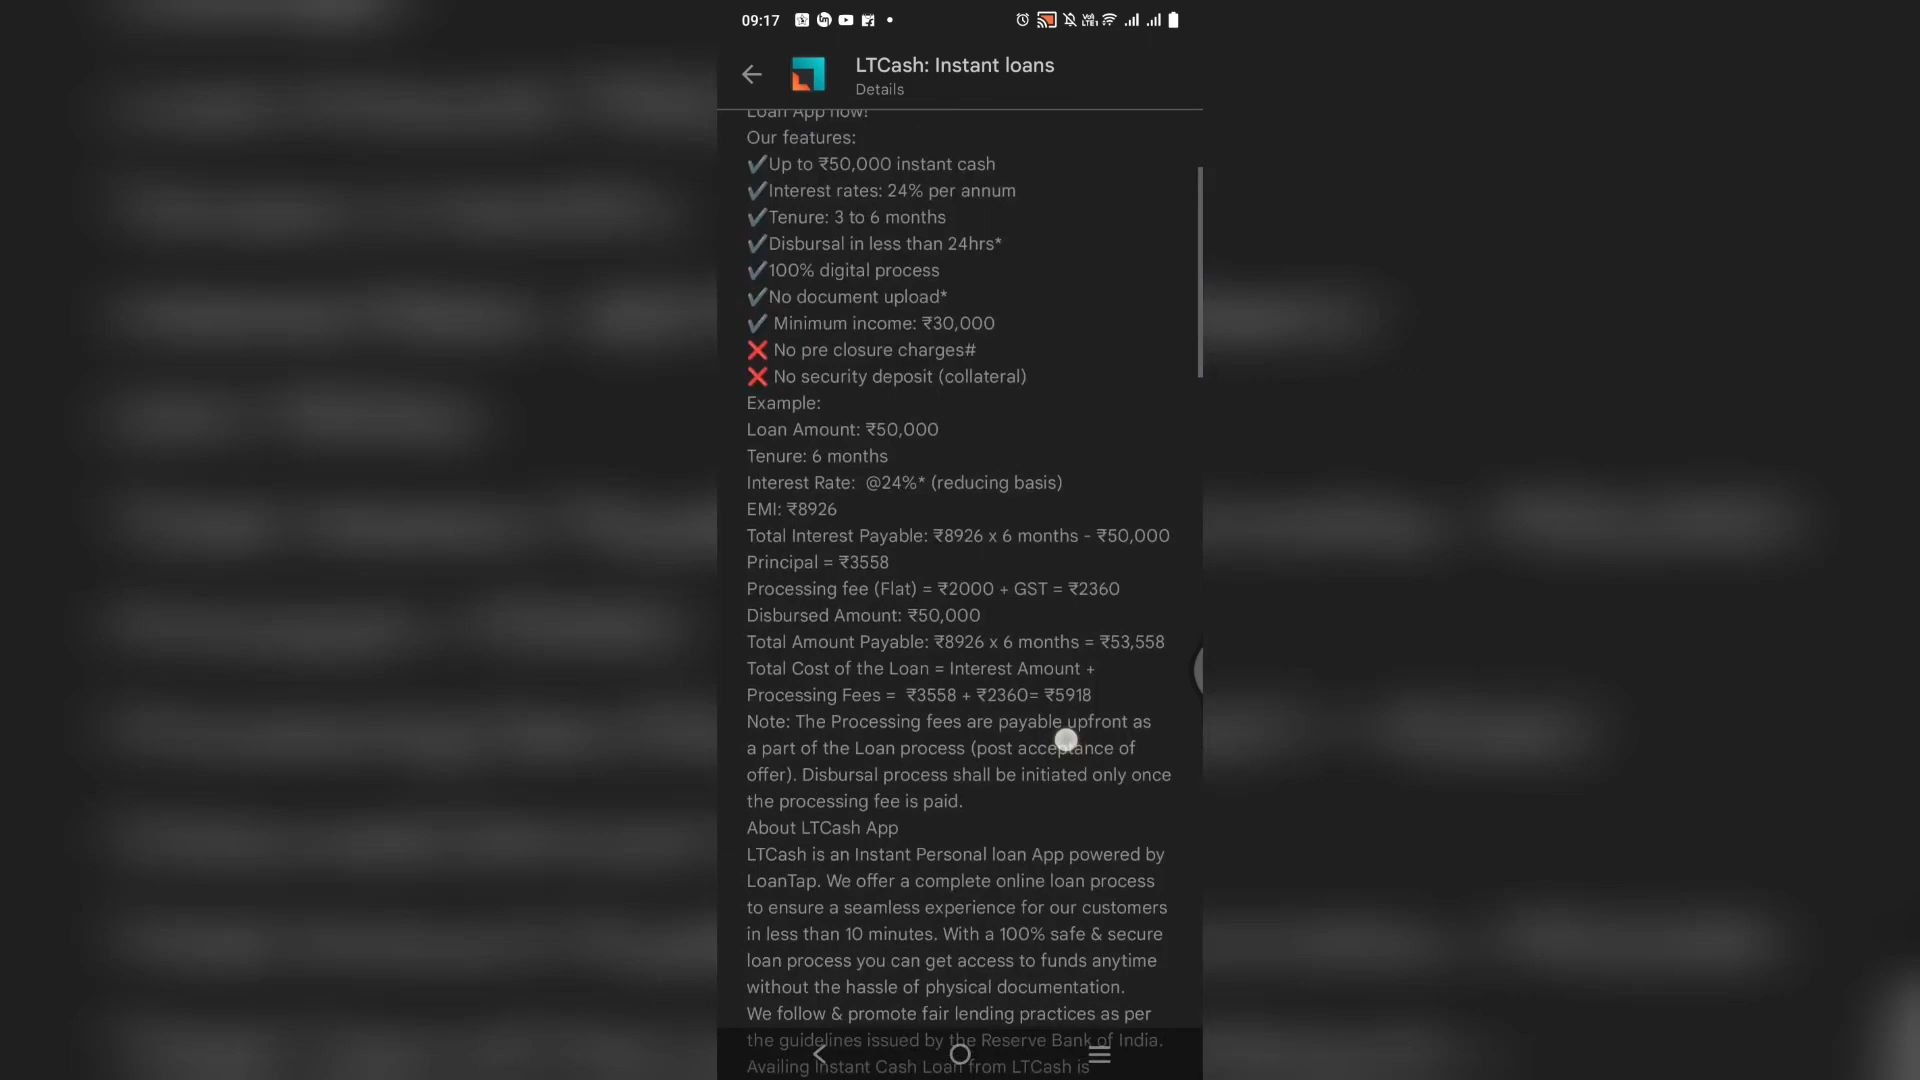 09:17
LTCash: Instant loans
Details
Loan App now!
Our features:
✔Up to ₹50,000 instant cash
✔Interest rates: 24% per annum
✔Tenure: 3 to 6 months
✔Disbursal in less than 24hrs*
✔100% digital process
✔No document upload*
✔ Minimum income: ₹30,000
❌ No pre closure charges#
❌ No security deposit (collateral)
Example:
Loan Amount: ₹50,000
Tenure: 6 months
Interest Rate:  @24%* (reducing basis)
EMI: ₹8926
Total Interest Payable: ₹8926 x 6 months - ₹50,000
Principal = ₹3558
Processing fee (Flat) = ₹2000 + GST = ₹2360
Disbursed Amount: ₹50,000
Total Amount Payable: ₹8926 x 6 months = ₹53,558
Total Cost of the Loan = Interest Amount +
Processing Fees =  ₹3558 + ₹2360= ₹5918
Note: The Processing fees are payable upfront as
a part of the Loan process (post acceptance of
offer). Disbursal process shall be initiated only once
the processing fee is paid.
About LTCash App
LTCash is an Instant Personal loan App powered by
LoanTap. We offer a complete online loan process
to ensure a seamless experience for our customers
in less than 10 minutes. With a 100% safe & secure
loan process you can get access to funds anytime
without the hassle of physical documentation.
We follow & promote fair lending practices as per
the guidelines issued by the Reserve Bank of India.
Availing Instant Cash Loan from LTCash is